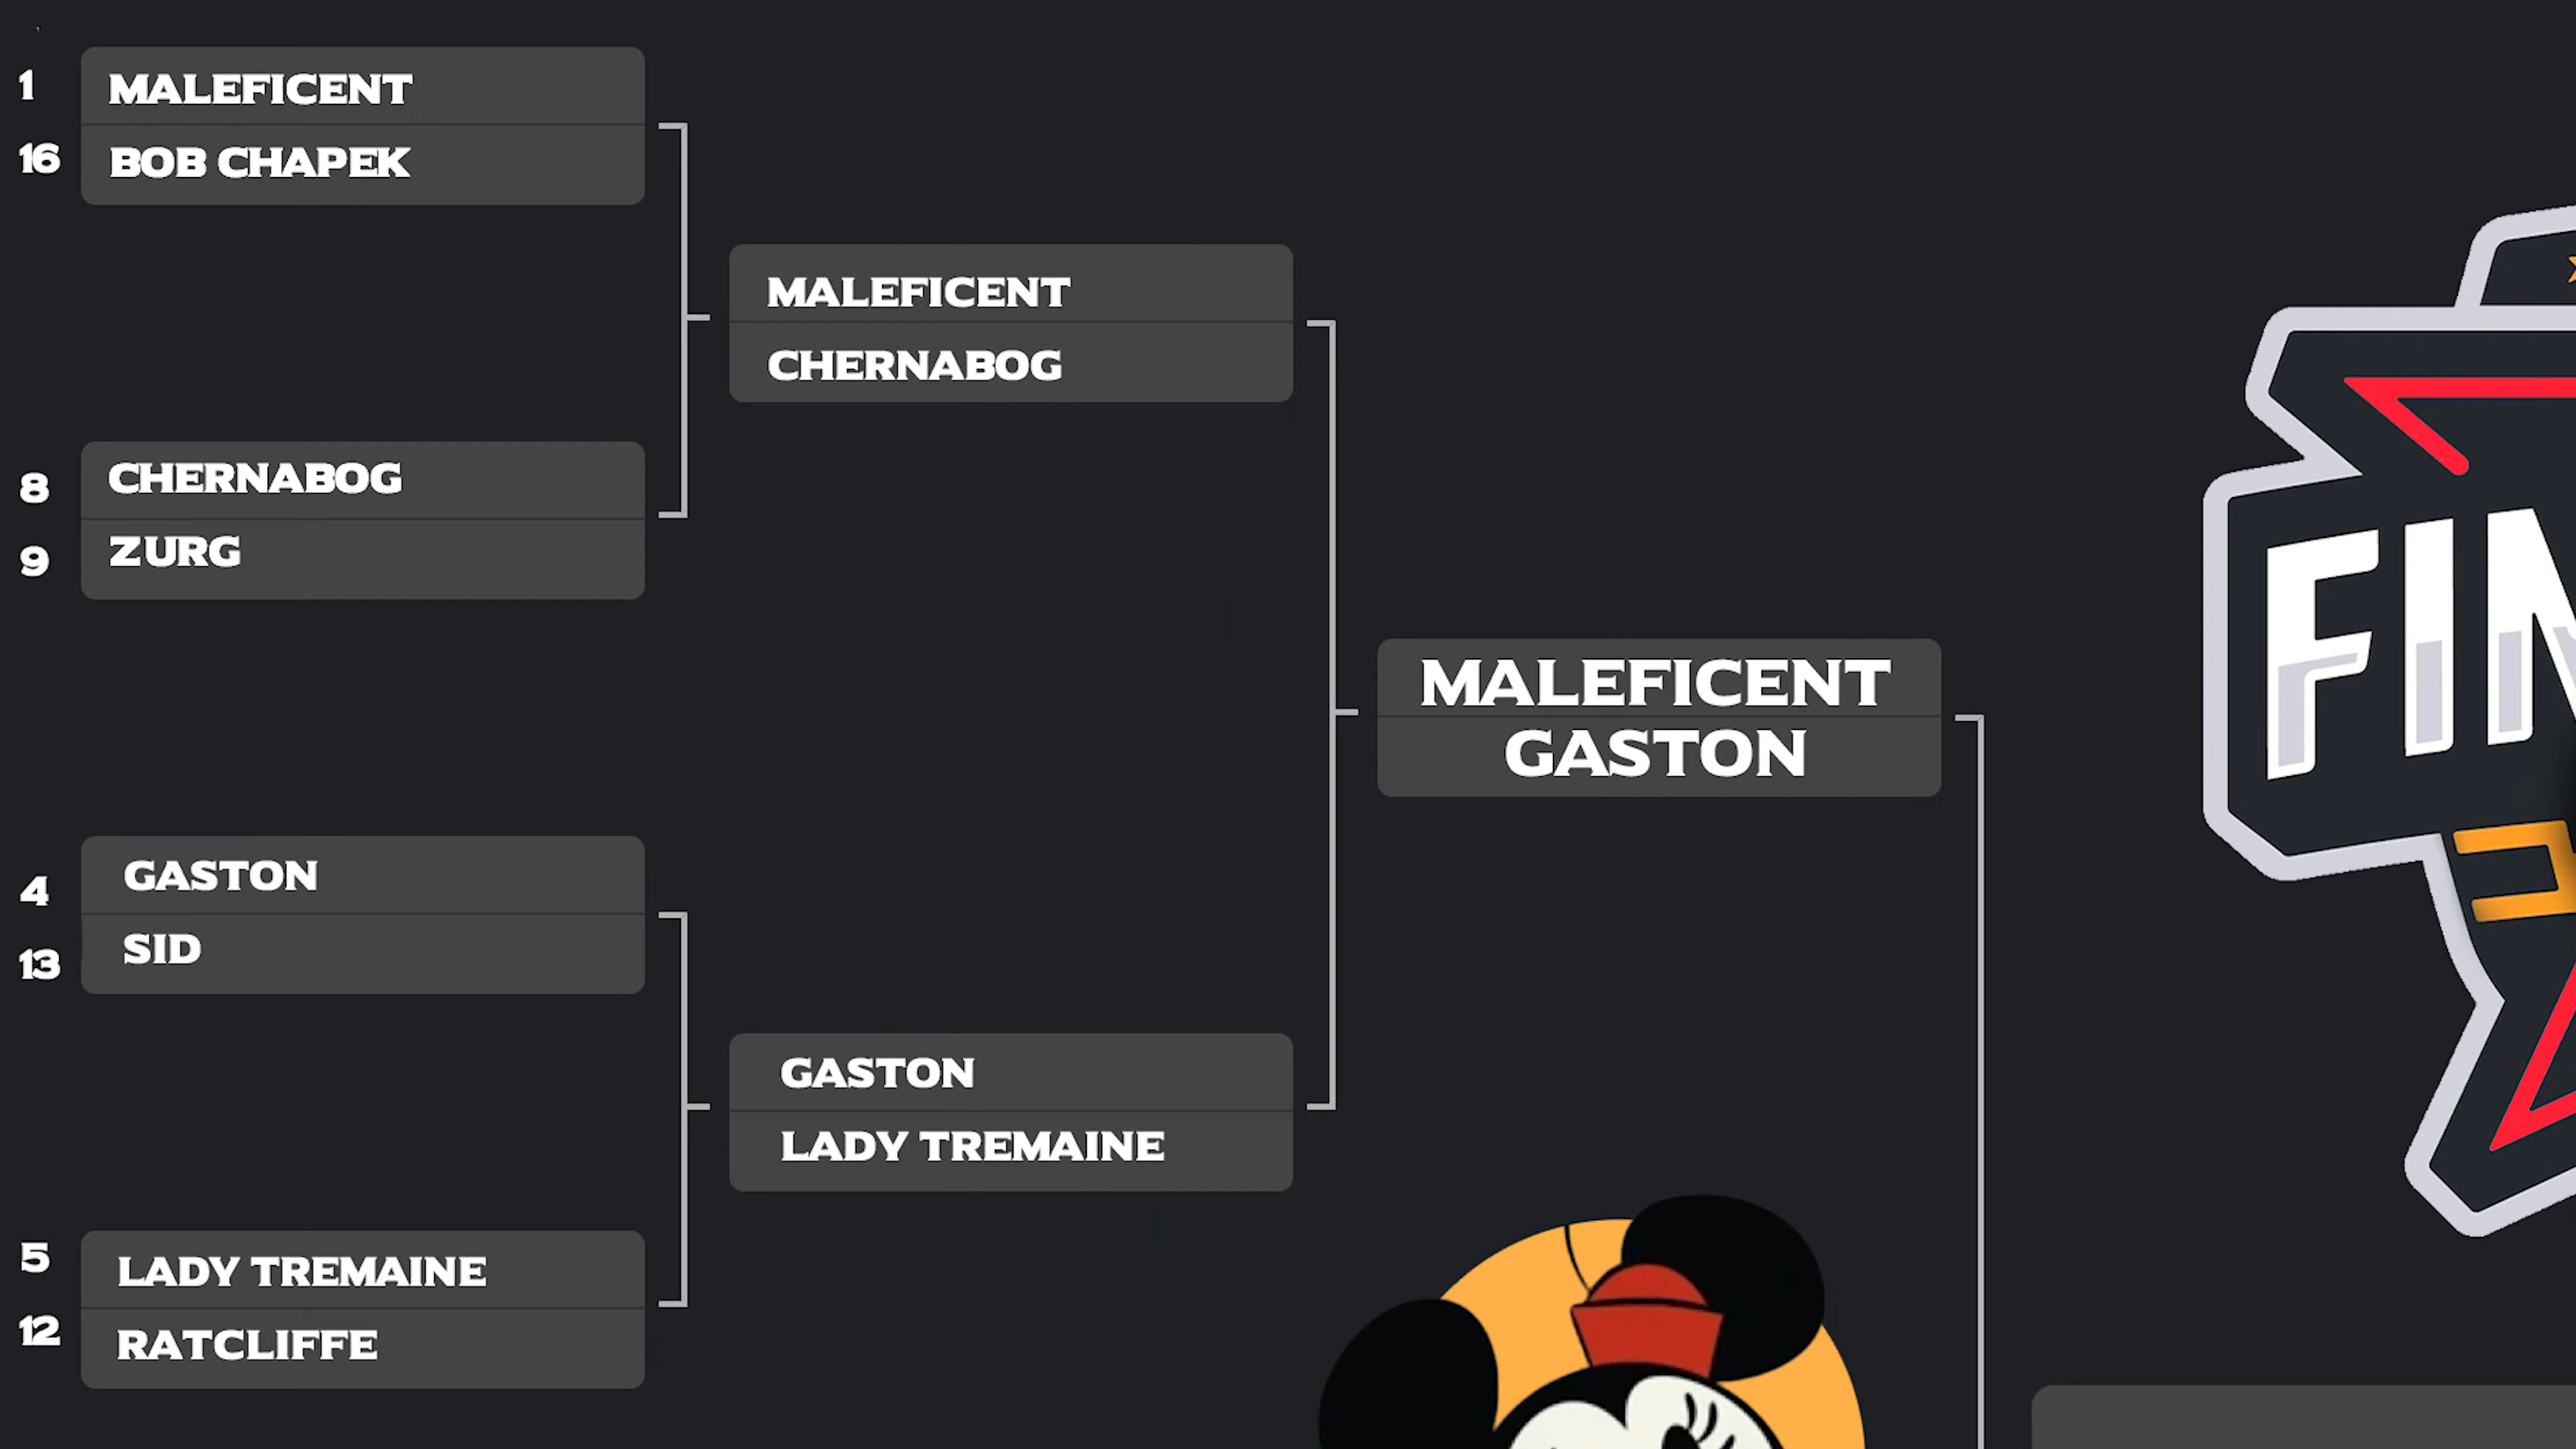 1 MALEFICENT
16 BOB CHAPEK
8 CHERNABOG
9 ZURG
4 GASTON
13 SID
5 LADY TREMAINE
12 RATCLIFFE
MALEFICENT
CHERNABOG
GASTON
LADY TREMAINE
MALEFICENT
GASTON